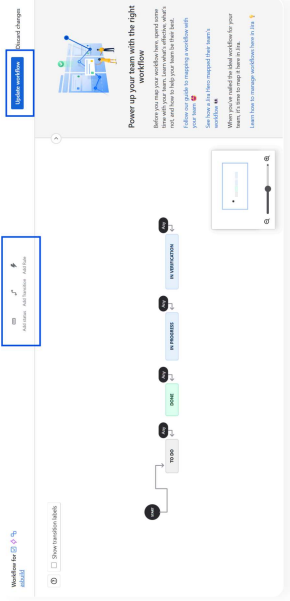 Workflow for
asbuild
Add status
Add Transition
Add Rule
Update workflow
Discard changes
Show transition labels
START
TO DO
Any
DONE
Any
IN PROGRESS
Any
IN VERIFICATION
Any
Power up your team with the right
workflow
Before you map your workflow here, spend some
time with your team. Learn what's effective, what's
not, and how to help your team be their best.
Follow our guide to mapping a workflow with
your team
See how a Jira Hero mapped their team's
workflow
When you've nailed the ideal workflow for your
team, it's time to map it here in Jira.
Learn how to manage workflows here in Jira